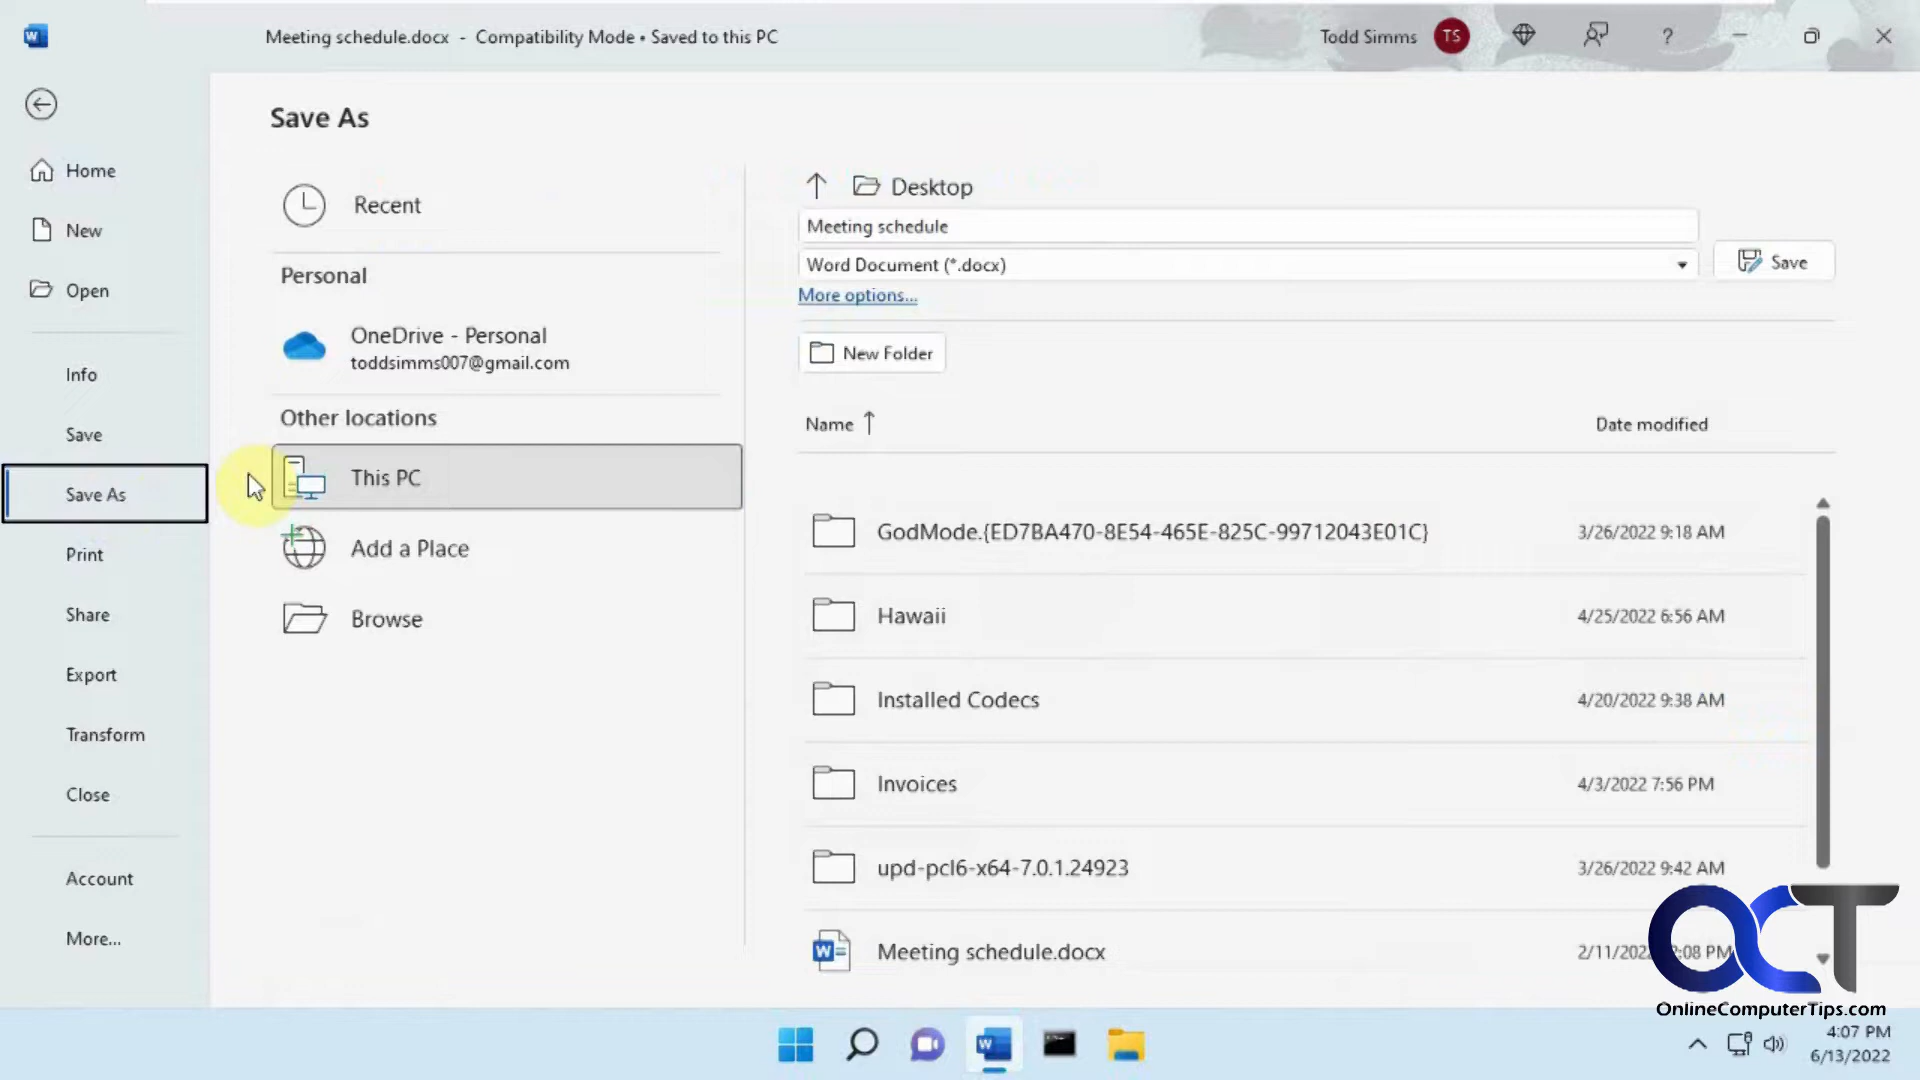 Meeting schedule.docx - Compatibility Mode • Saved to this PC
Todd Simms TS ?
Save As
Home
New
Open
Info
Save
Save As
Print
Share
Export
Transform
Close
Account
More...
Recent
Personal
OneDrive - Personal
toddsimms007@gmail.com
Other locations
This PC
Add a Place
Browse
Desktop
Meeting schedule
Word Document (*.docx)
Save
More options...
New Folder
Name Date modified
GodMode.{ED7BA470-8E54-465E-825C-99712043E01C} 3/26/2022 9:18 AM
Hawaii 4/25/2022 6:56 AM
Installed Codecs 4/20/2022 9:38 AM
Invoices 4/3/2022 7:56 PM
upd-pcl6-x64-7.0.1.24923 3/26/2022 9:42 AM
Meeting schedule.docx 2/11/202 :08 PM
OCT
OnlineComputerTips.com
4:07 PM
6/13/2022